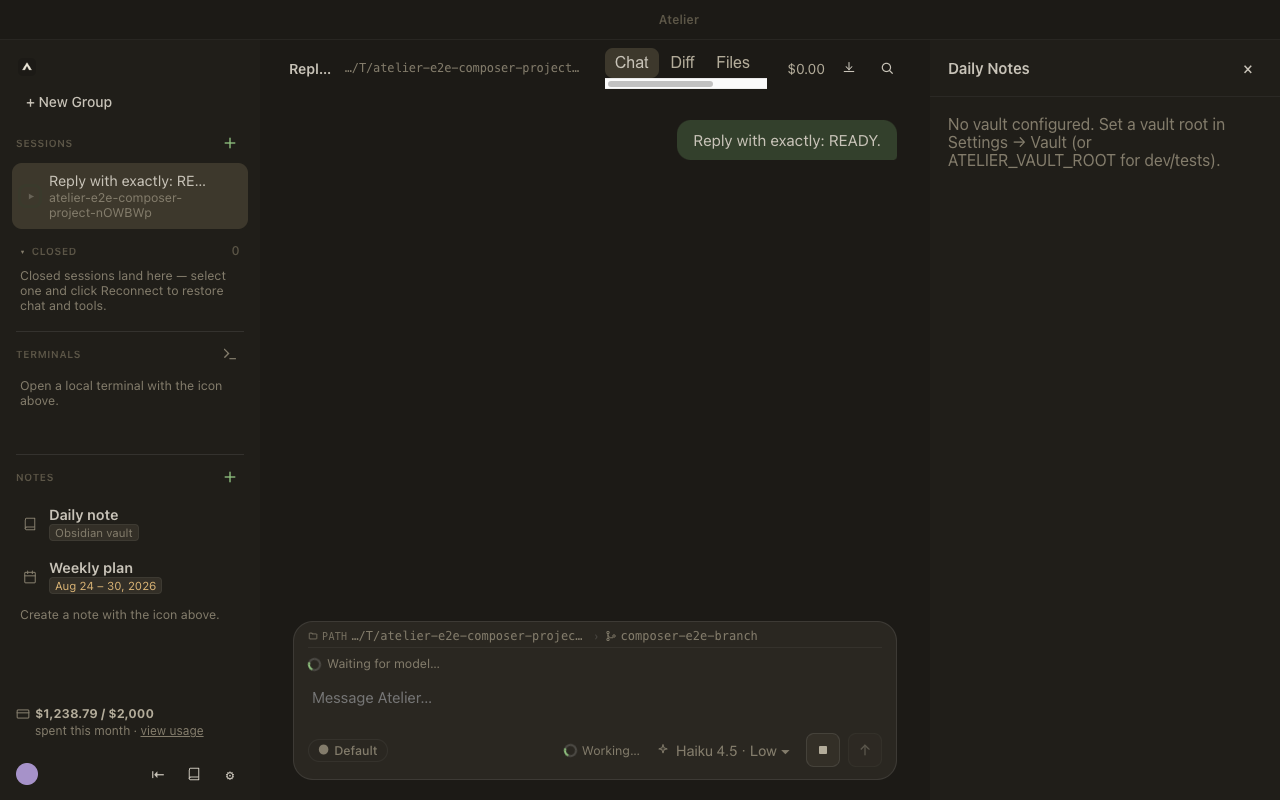 Atelier
+ New Group
SESSIONS
Reply with exactly: RE...
atelier-e2e-composer-
project-nOWBWp
CLOSED 0
Closed sessions land here — select
one and click Reconnect to restore
chat and tools.
TERMINALS
Open a local terminal with the icon
above.
NOTES
Daily note
Obsidian vault
Weekly plan
Aug 24 – 30, 2026
Create a note with the icon above.
$1,238.79 / $2,000
spent this month · view usage
Repl... …/T/atelier-e2e-composer-project… Chat Diff Files $0.00
Reply with exactly: READY.
PATH …/T/atelier-e2e-composer-projec… › composer-e2e-branch
Waiting for model…
Message Atelier...
Default Working… Haiku 4.5 · Low
Daily Notes
No vault configured. Set a vault root in
Settings → Vault (or
ATELIER_VAULT_ROOT for dev/tests).